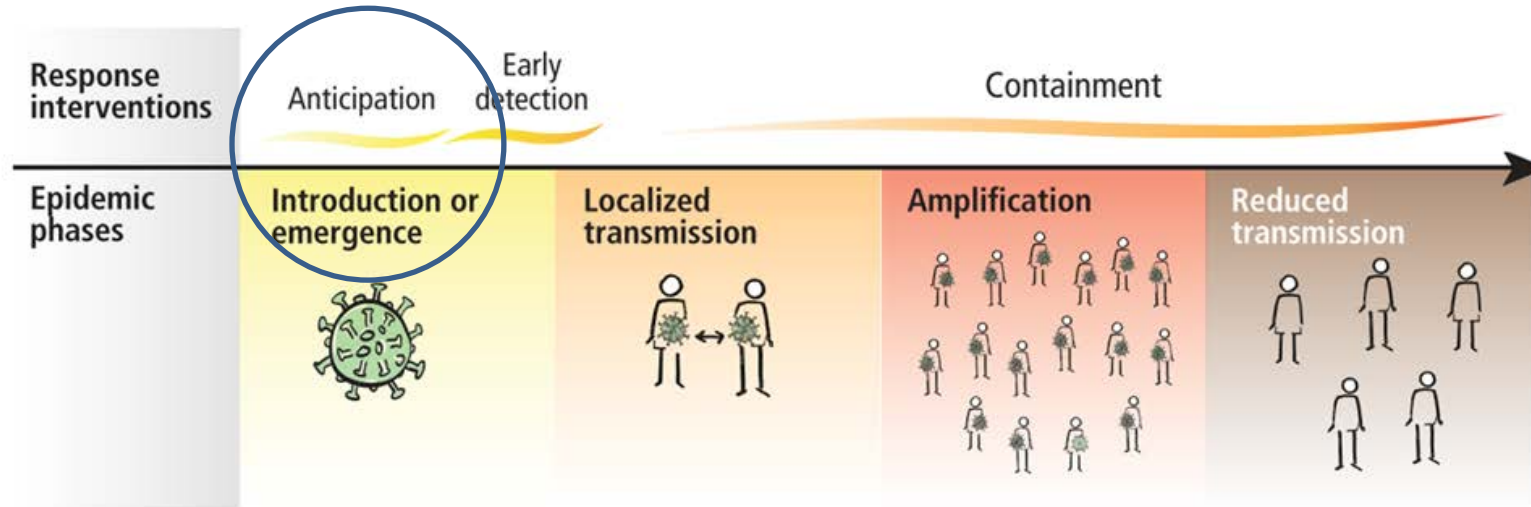 Response
interventions
Anticipation
Early
detection
Containment
Epidemic
phases
Introduction or
emergence
Localized
transmission
Amplification
Reduced
transmission